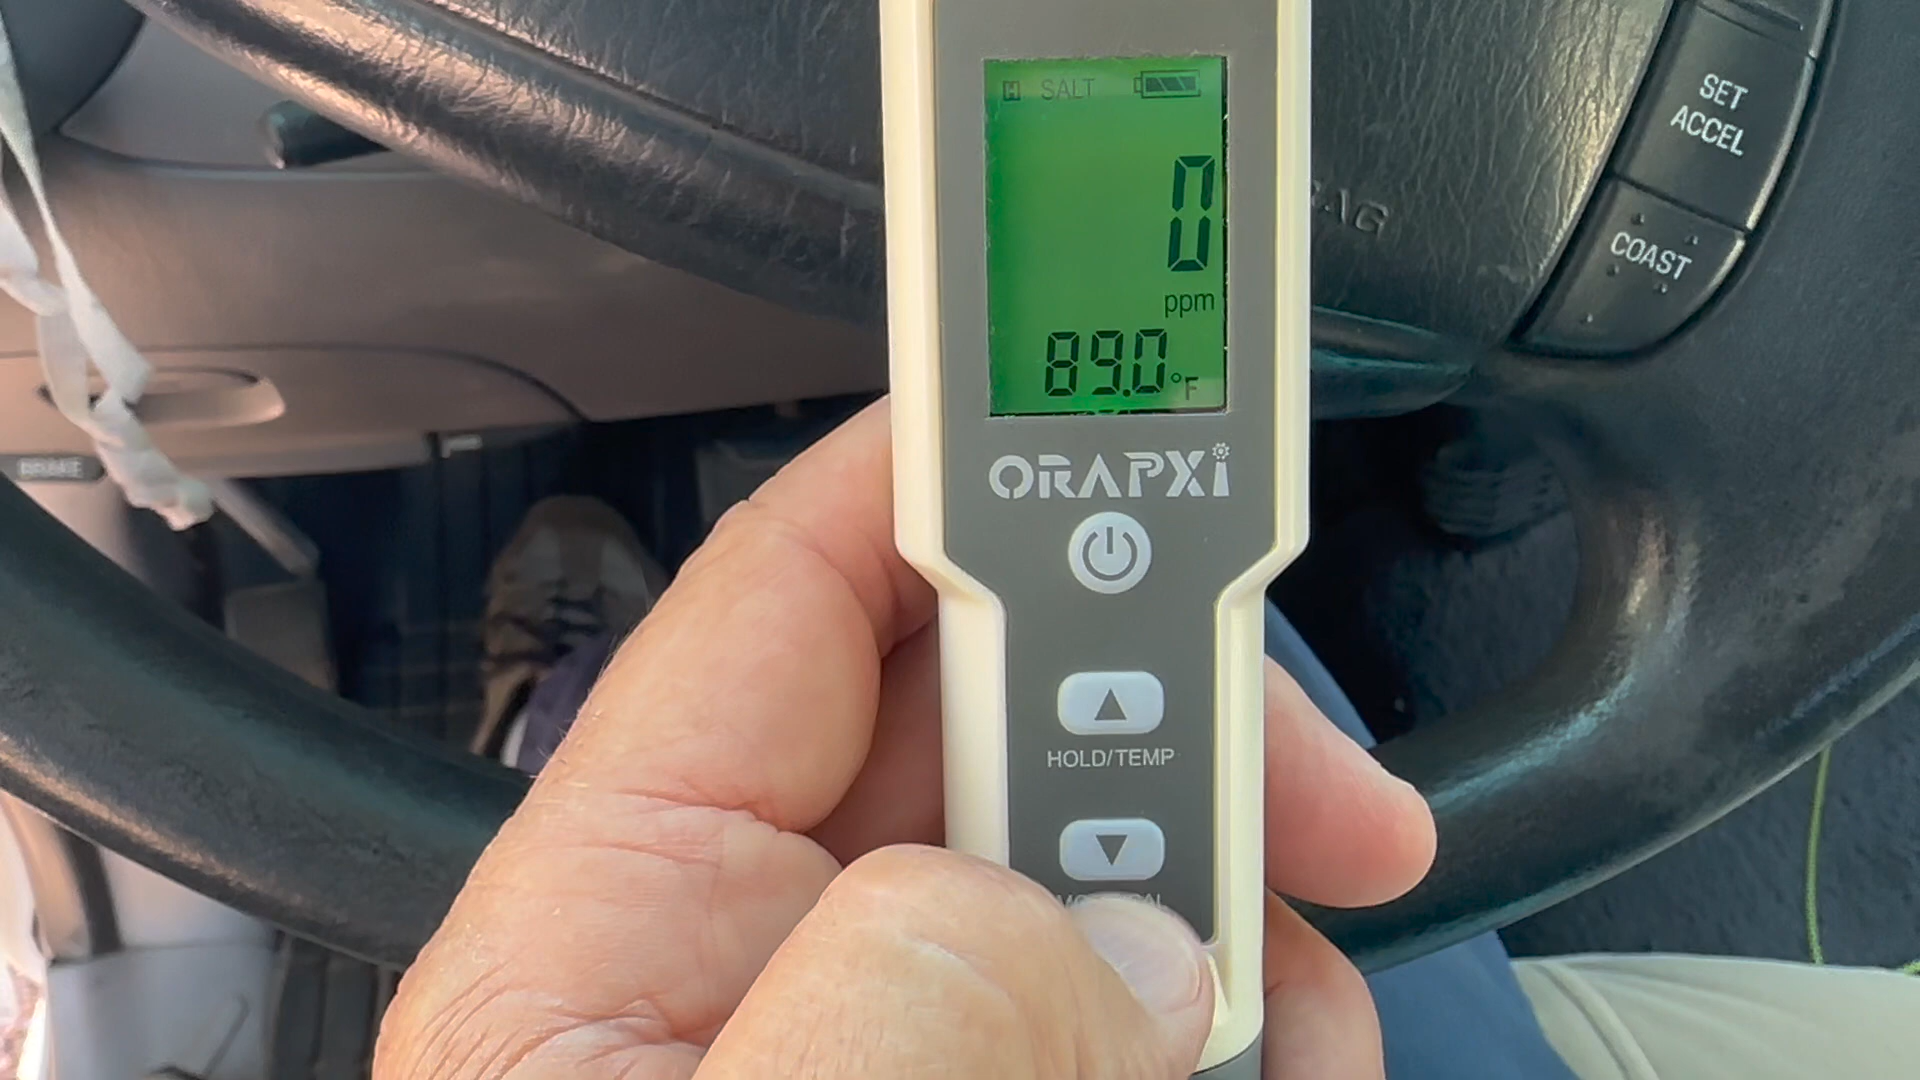 H SALT
0
ppm
89.0°F
ORAPXI
HOLD/TEMP
SET
ACCEL
COAST
BRAKE